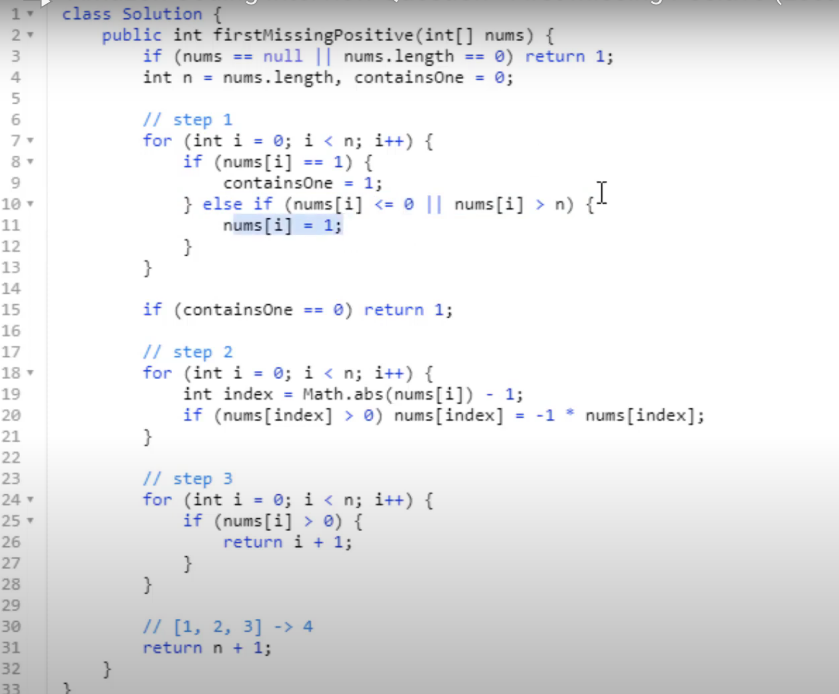 1 class Solution {
2 public int firstMissingPositive(int[] nums) {
3 if (nums == null || nums.length == 0) return 1;
4 int n = nums.length, containsOne = 0;
5
6 // step 1
7 for (int i = 0; i < n; i++) {
8 if (nums[i] == 1) {
9 containsOne = 1;
10 } else if (nums[i] <= 0 || nums[i] > n) {
11 nums[i] = 1;
12 }
13 }
14
15 if (containsOne == 0) return 1;
16
17 // step 2
18 for (int i = 0; i < n; i++) {
19 int index = Math.abs(nums[i]) - 1;
20 if (nums[index] > 0) nums[index] = -1 * nums[index];
21 }
22
23 // step 3
24 for (int i = 0; i < n; i++) {
25 if (nums[i] > 0) {
26 return i + 1;
27 }
28 }
29
30 // [1, 2, 3] -> 4
31 return n + 1;
32 }
33 }